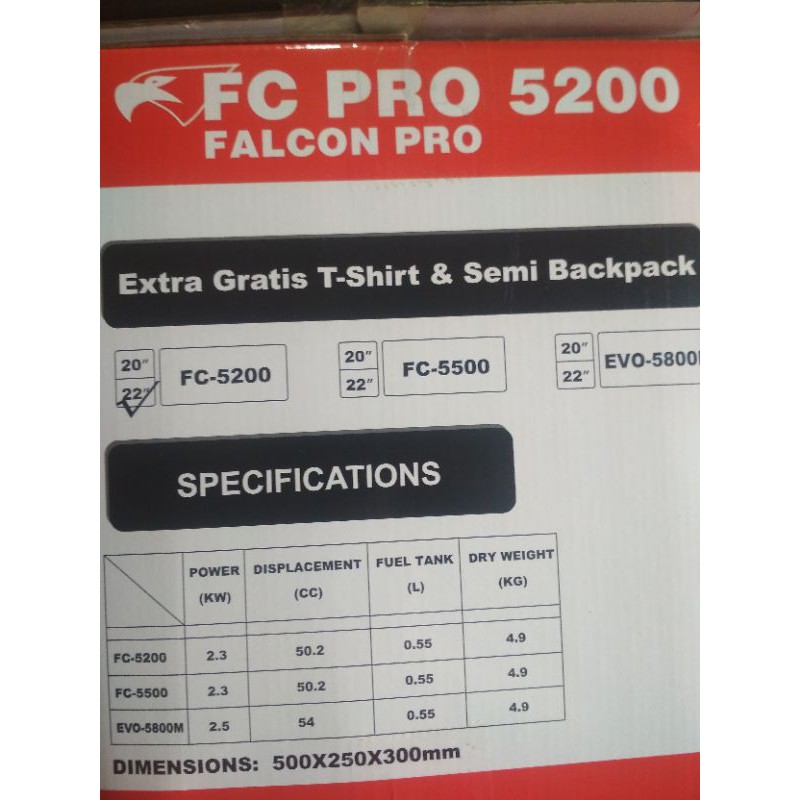 FC PRO 5200
FALCON PRO
Extra Gratis T-Shirt & Semi Backpack
20" FC-5200 20" FC-5500 20" EVO-5800
22" 22" 22"
SPECIFICATIONS
POWER DISPLACEMENT FUEL TANK DRY WEIGHT
(KW) (CC) (L) (KG)
FC-5200 2.3 50.2 0.55 4.9
FC-5500 2.3 50.2 0.55 4.9
EVO-5800M 2.5 54 0.55 4.9
DIMENSIONS: 500X250X300mm